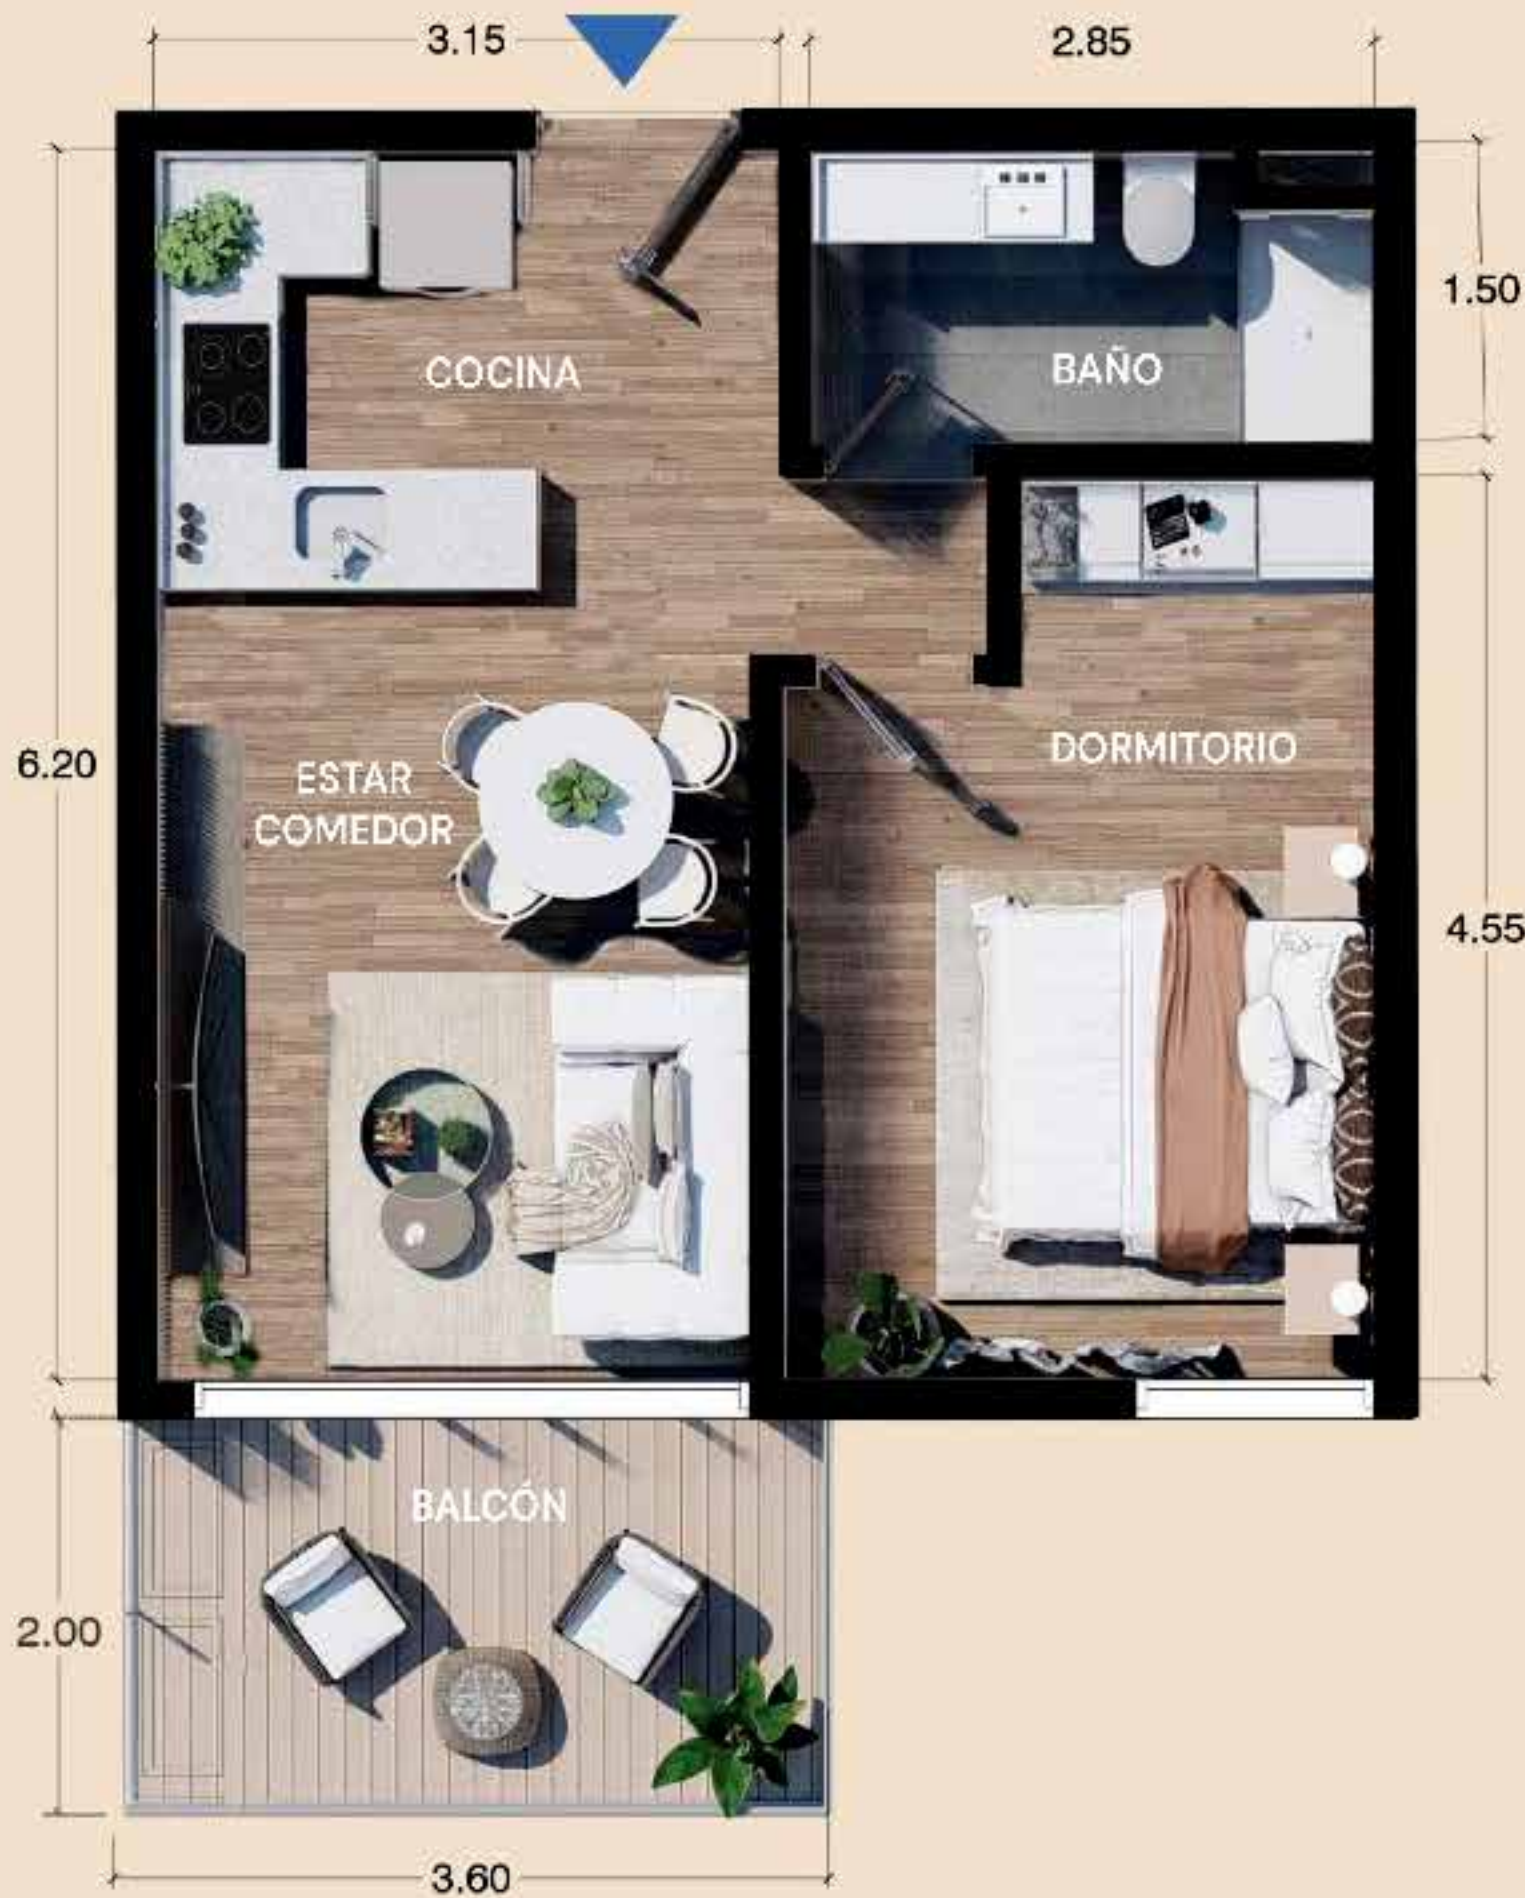 3.15
2.85
1.50
COCINA
BAÑO
6.20
DORMITORIO
ESTAR
COMEDOR
4.55
BALCÓN
2.00
3.60